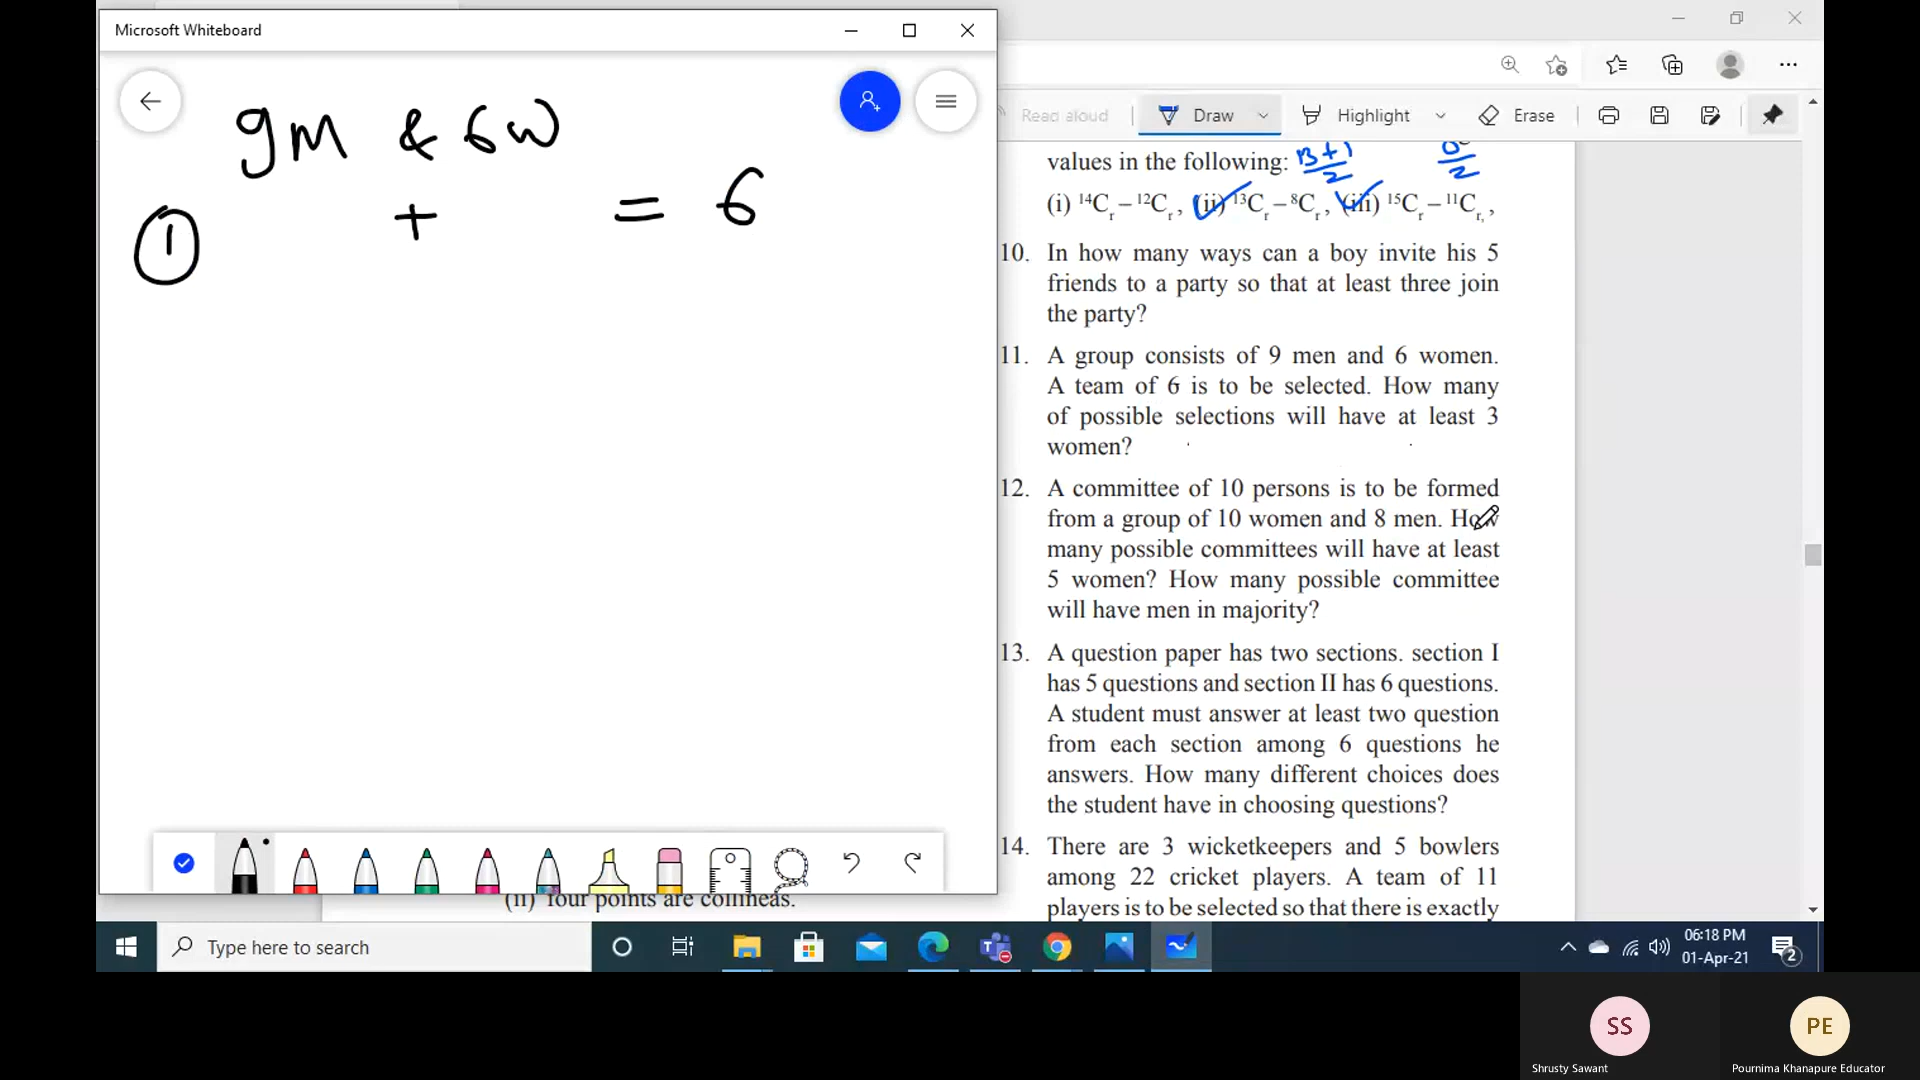 Microsoft Whiteboard
9M & 6W
① + = 6
Read aloud
Draw
Highlight
Erase
values in the following: 13+1/2
(i) ¹⁴Cᵣ – ¹²Cᵣ , (ii) ¹³Cᵣ – ⁸Cᵣ , (iii) ¹⁵Cᵣ – ¹¹Cᵣ, ,
10. In how many ways can a boy invite his 5
friends to a party so that at least three join
the party?
11. A group consists of 9 men and 6 women.
A team of 6 is to be selected. How many
of possible selections will have at least 3
women?
12. A committee of 10 persons is to be formed
from a group of 10 women and 8 men. How
many possible committees will have at least
5 women? How many possible committee
will have men in majority?
13. A question paper has two sections. section I
has 5 questions and section II has 6 questions.
A student must answer at least two question
from each section among 6 questions he
answers. How many different choices does
the student have in choosing questions?
14. There are 3 wicketkeepers and 5 bowlers
among 22 cricket players. A team of 11
players is to be selected so that there is exactly
(ii) four points are collineas.
Type here to search
06:18 PM
01-Apr-21
2
SS
PE
Shrusty Sawant
Pournima Khanapure Educator